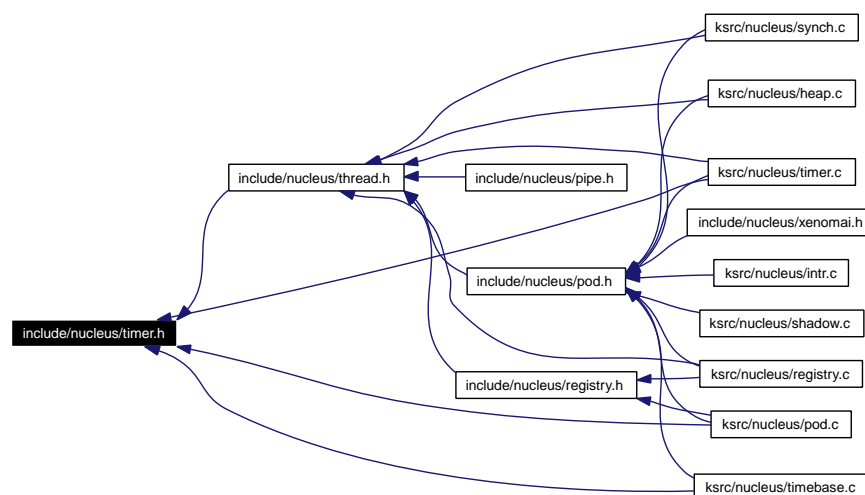 ksrc/nucleus/synch.c
ksrc/nucleus/heap.c
include/nucleus/thread.h
include/nucleus/pipe.h
ksrc/nucleus/timer.c
include/nucleus/xenomai.h
include/nucleus/pod.h
ksrc/nucleus/intr.c
include/nucleus/timer.h
ksrc/nucleus/shadow.c
include/nucleus/registry.h
ksrc/nucleus/registry.c
ksrc/nucleus/pod.c
ksrc/nucleus/timebase.c